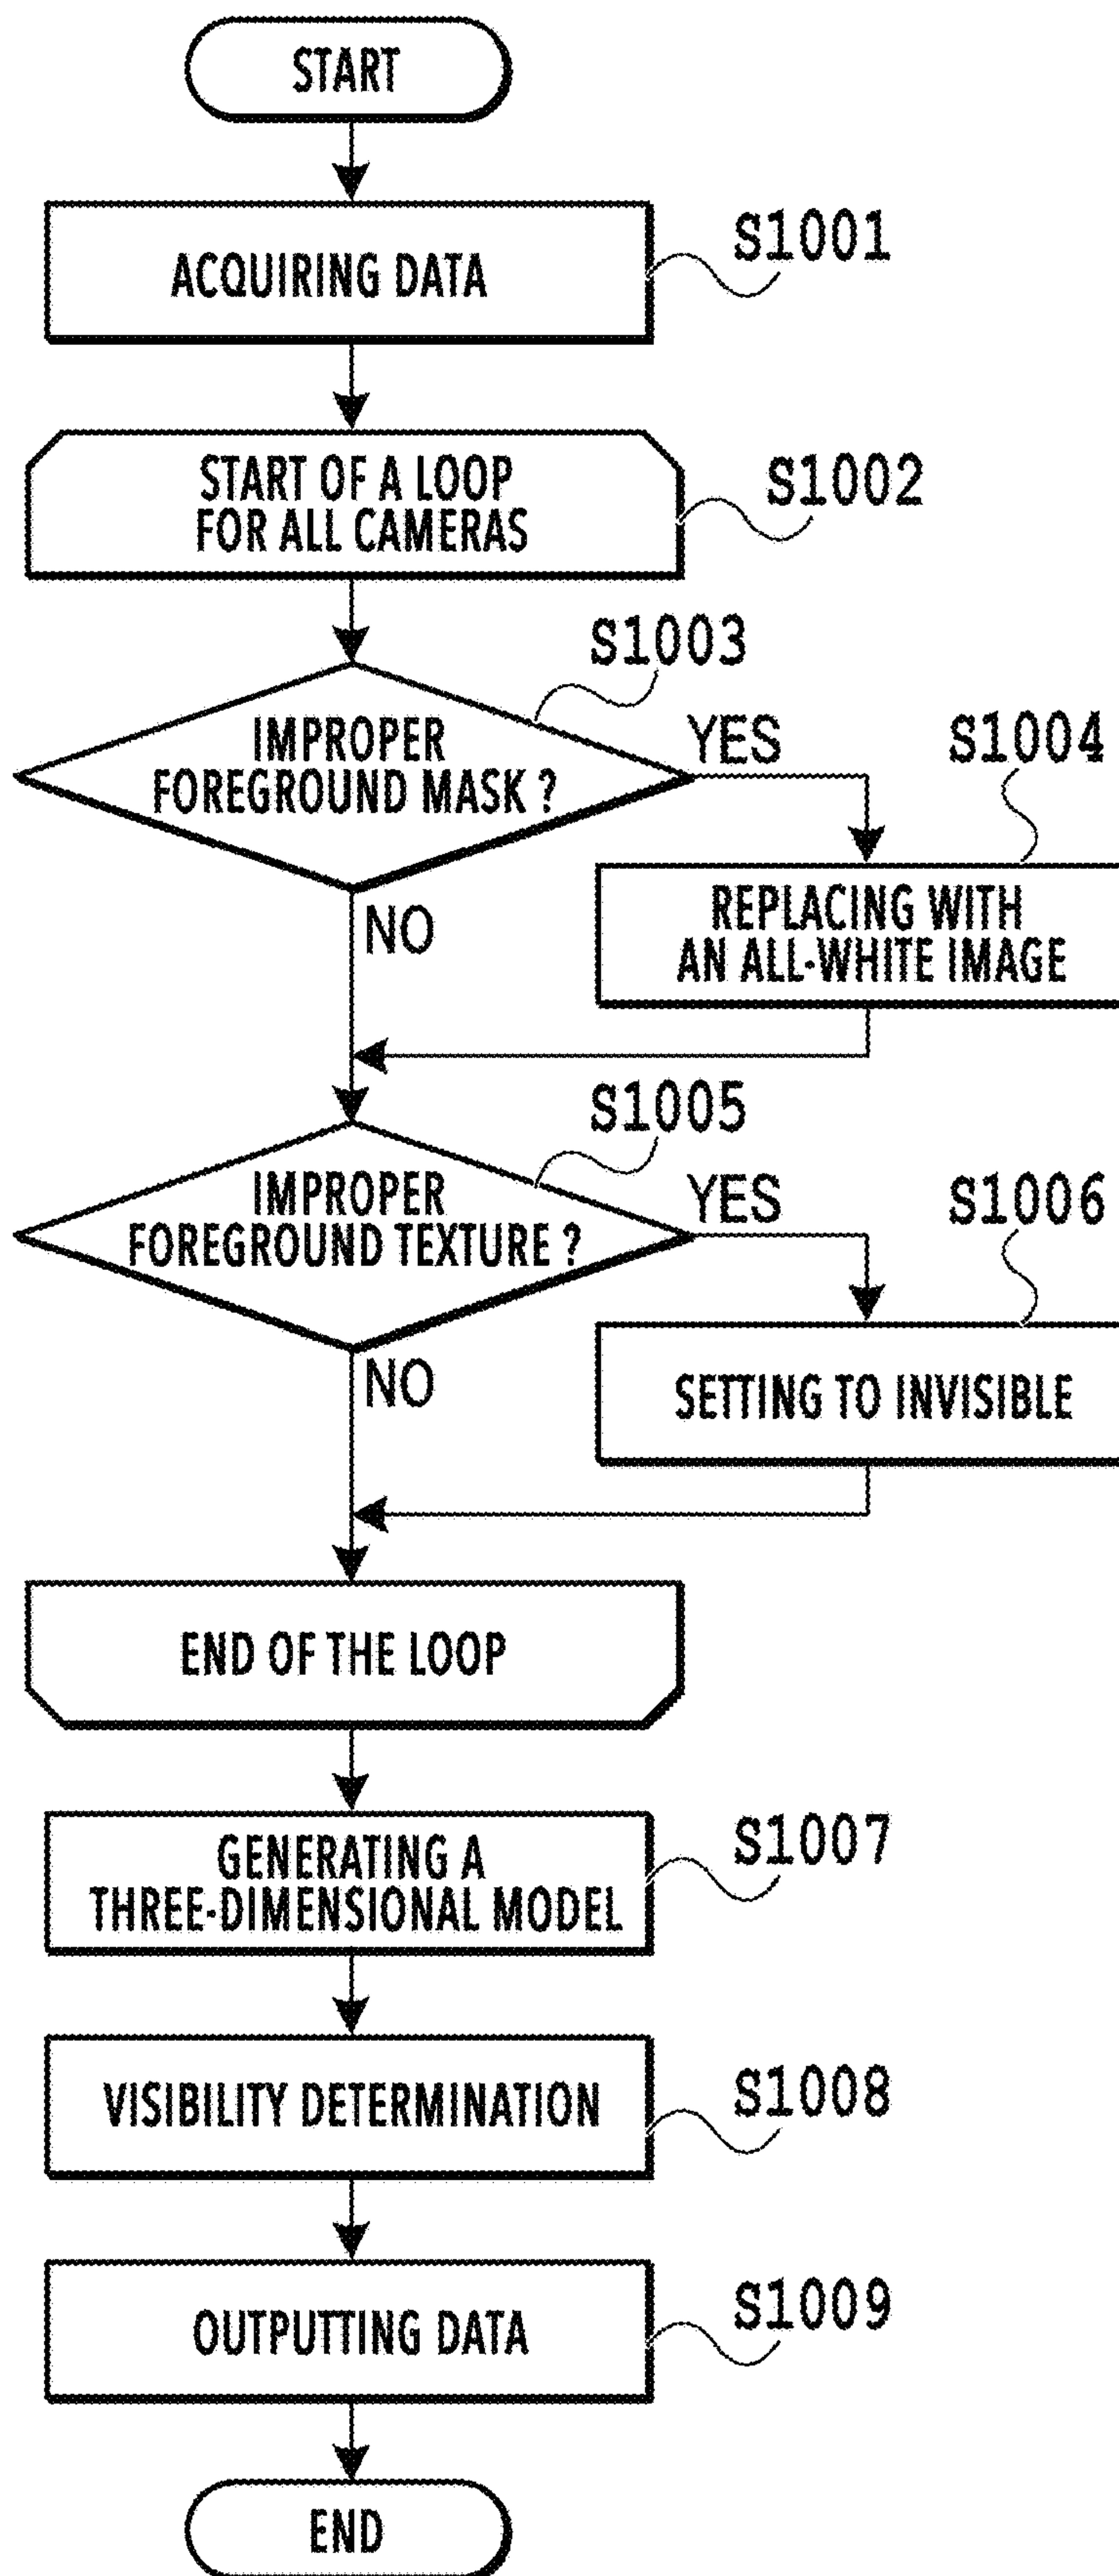 START
ACQUIRING DATA
S1001
START OF A LOOP
FOR ALL CAMERAS
S1002
S1003
IMPROPER
FOREGROUND MASK ?
YES
S1004
REPLACING WITH
AN ALL-WHITE IMAGE
NO
S1005
IMPROPER
FOREGROUND TEXTURE ?
YES
S1006
SETTING TO INVISIBLE
NO
END OF THE LOOP
GENERATING A
THREE-DIMENSIONAL MODEL
S1007
VISIBILITY DETERMINATION
S1008
OUTPUTTING DATA
S1009
END